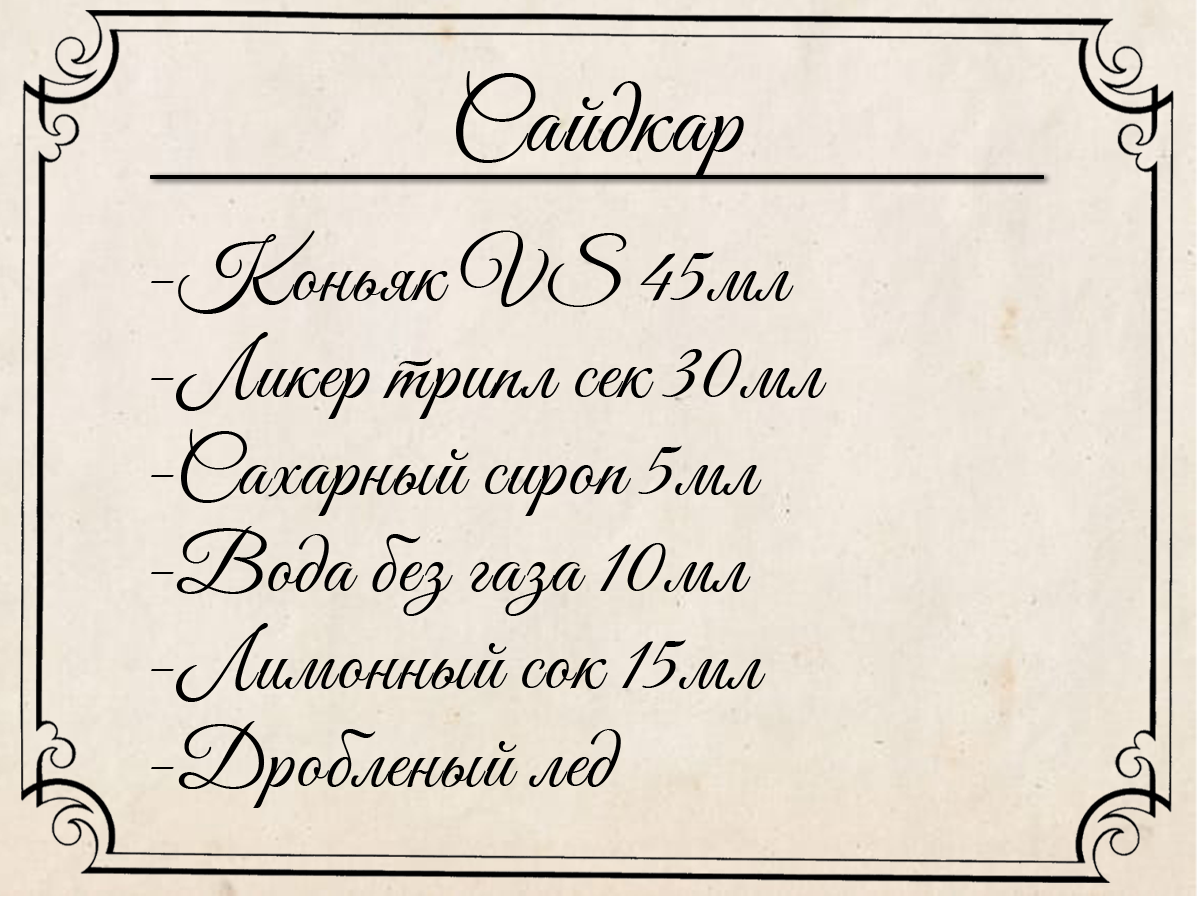 Сайдкар
-Коньяк VS 45мл
-Ликер трипл сек 30мл
-Сахарный сироп 5мл
-Вода без газа 10мл
-Лимонный сок 15мл
-Дробленый лед